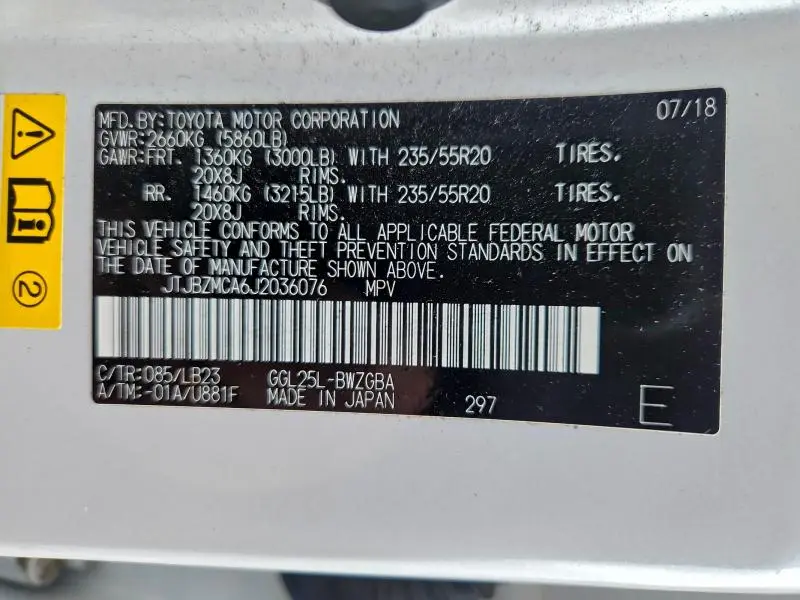 MFD.BY:TOYOTA MOTOR CORPORATION 07/18
GVWR:2660KG (5860LB)
GAWR:FRT. 1360KG (3000LB) WITH 235/55R20 TIRES.
20X8J RIMS.
RR. 1460KG (3215LB) WITH 235/55R20 TIRES.
20X8J RIMS.
THIS VEHICLE CONFORMS TO ALL APPLICABLE FEDERAL MOTOR
VEHICLE SAFETY AND THEFT PREVENTION STANDARDS IN EFFECT ON
THE DATE OF MANUFACTURE SHOWN ABOVE.
JTJBZMCA6J2036076 MPV
C/TR:085/LB23 GGL25L-BWZGBA
A/TM:-01A/U881F MADE IN JAPAN 297 E
2